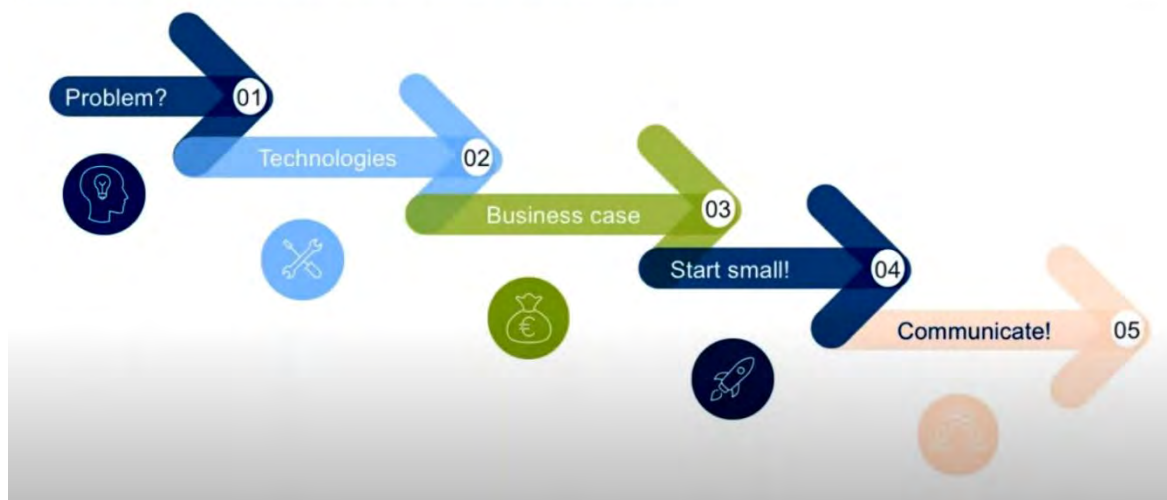 Problem? 01
Technologies 02
Business case 03
€
Start small! 04
Communicate! 05